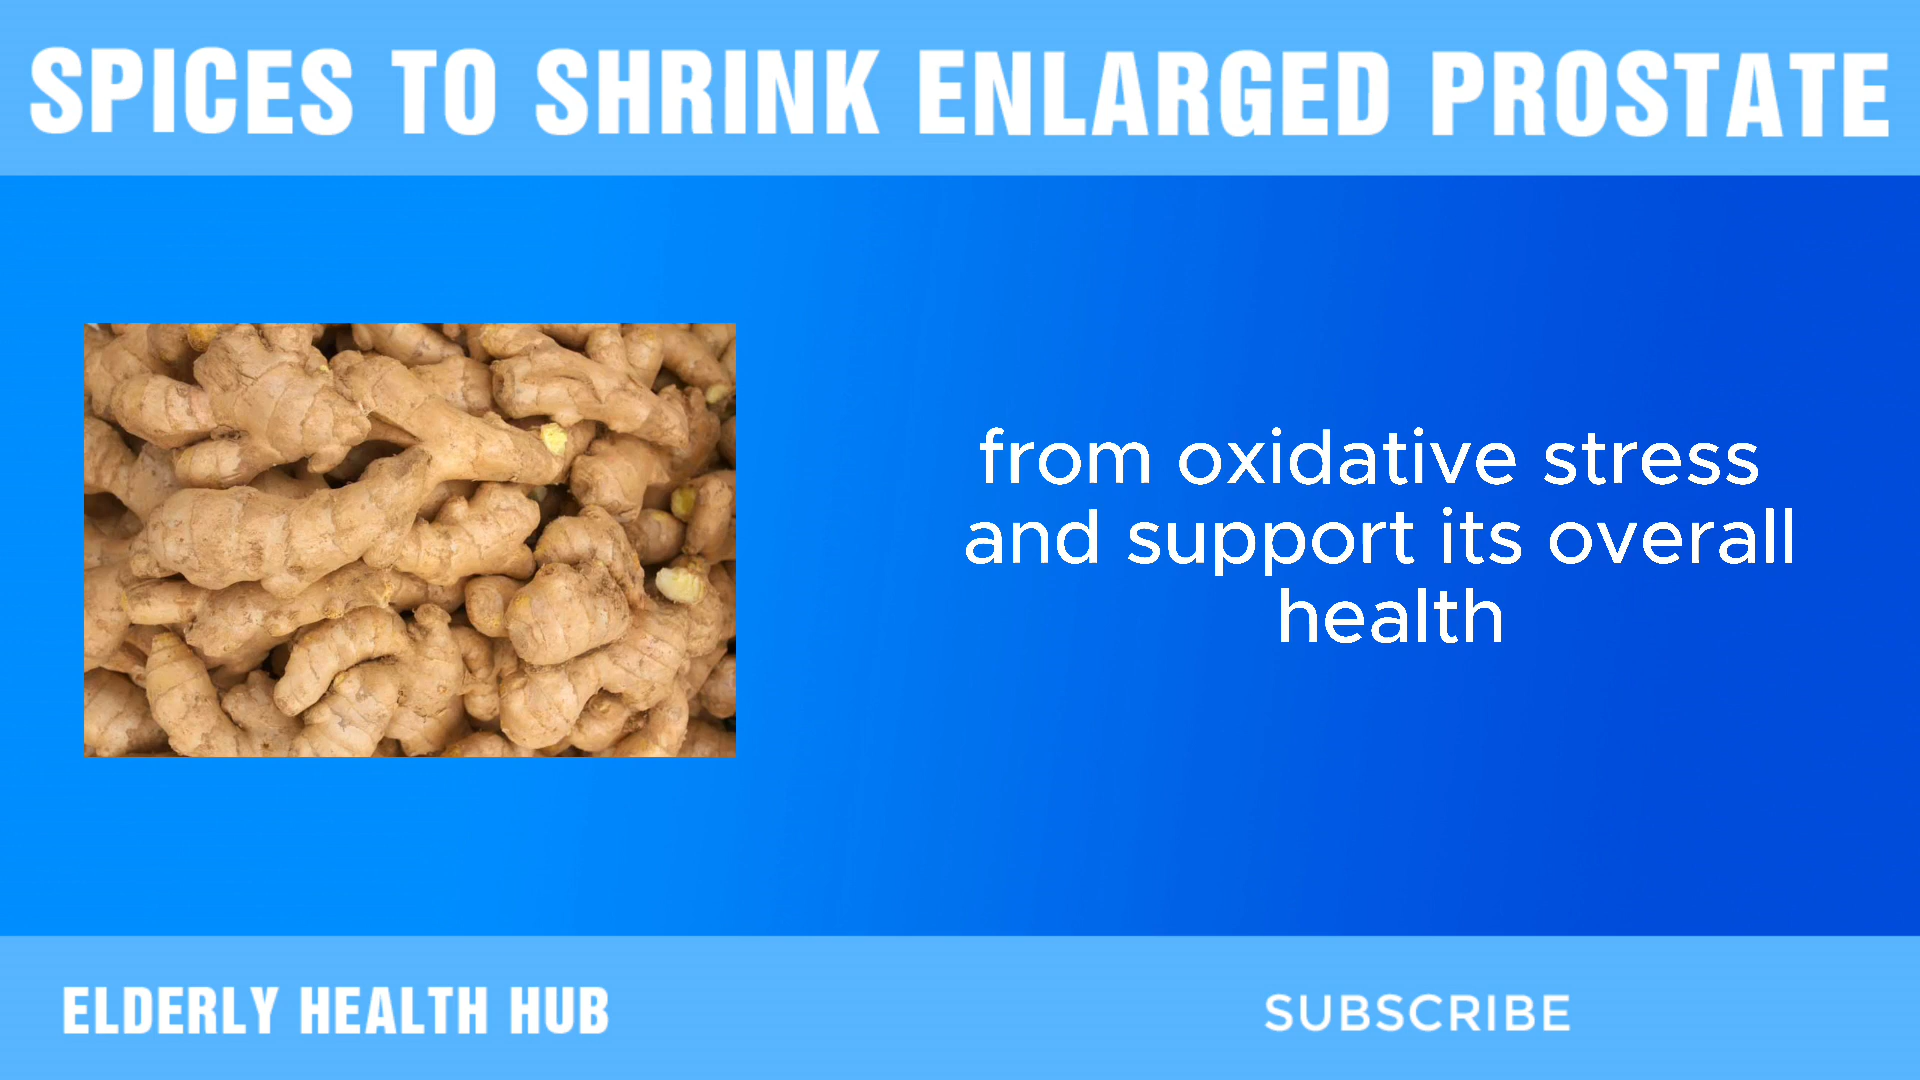 SPICES TO SHRINK ENLARGED PROSTATE
from oxidative stress
and support its overall
health
ELDERLY HEALTH HUB
SUBSCRIBE